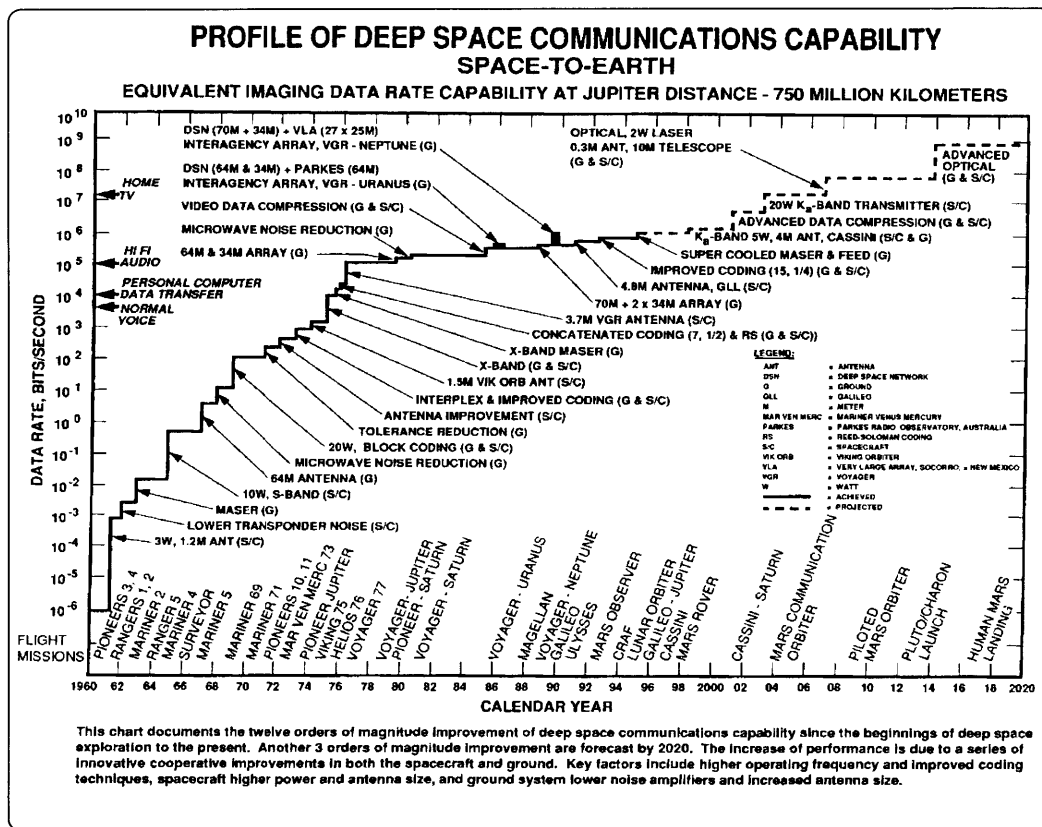 PROFILE OF DEEP SPACE COMMUNICATIONS CAPABILITY
SPACE-TO-EARTH
EQUIVALENT IMAGING DATA RATE CAPABILITY AT JUPITER DISTANCE - 750 MILLION KILOMETERS
DATA RATE, BITS/SECOND
10^10
10^9
10^8
10^7
10^6
10^5
10^4
10^3
10^2
10^1
10^0
10^-1
10^-2
10^-3
10^-4
10^-5
10^-6
HOME
TV
HI FI
AUDIO
PERSONAL COMPUTER
DATA TRANSFER
NORMAL
VOICE
DSN (70M + 34M) + VLA (27 x 25M)
INTERAGENCY ARRAY, VGR - NEPTUNE (G)
DSN (64M & 34M) + PARKES (64M)
INTERAGENCY ARRAY, VGR - URANUS (G)
VIDEO DATA COMPRESSION (G & S/C)
MICROWAVE NOISE REDUCTION (G)
64M & 34M ARRAY (G)
OPTICAL, 2W LASER
0.3M ANT, 10M TELESCOPE
(G & S/C)
ADVANCED
OPTICAL
(G & S/C)
20W Ka-BAND TRANSMITTER (S/C)
ADVANCED DATA COMPRESSION (G & S/C)
Ka-BAND 5W, 4M ANT, CASSINI (S/C & G)
SUPER COOLED MASER & FEED (G)
IMPROVED CODING (15, 1/4) (G & S/C)
4.8M ANTENNA, GLL (S/C)
70M + 2 x 34M ARRAY (G)
3.7M VGR ANTENNA (S/C)
CONCATENATED CODING (7, 1/2) & RS (G & S/C))
X-BAND MASER (G)
X-BAND (G & S/C)
1.5M VIK ORB ANT (S/C)
INTERPLEX & IMPROVED CODING (G & S/C)
ANTENNA IMPROVEMENT (S/C)
TOLERANCE REDUCTION (G)
20W, BLOCK CODING (G & S/C)
MICROWAVE NOISE REDUCTION (G)
64M ANTENNA (G)
10W, S-BAND (S/C)
MASER (G)
LOWER TRANSPONDER NOISE (S/C)
3W, 1.2M ANT (S/C)
LEGEND:
ANT = ANTENNA
DSN = DEEP SPACE NETWORK
G = GROUND
GLL = GALILEO
M = METER
MAR VEN MERC = MARINER VENUS MERCURY
PARKES = PARKES RADIO OBSERVATORY, AUSTRALIA
RS = REED-SOLOMAN CODING
S/C = SPACECRAFT
VIK ORB = VIKING ORBITER
VLA = VERY LARGE ARRAY, SOCORRO, = NEW MEXICO
VGR = VOYAGER
W = WATT
= ACHIEVED
= PROJECTED
FLIGHT
MISSIONS
PIONEERS 3, 4
RANGERS 1, 2
MARINER 2
RANGER 5
MARINER 4
SURVEYOR
MARINER 5
MARINER 69
MARINER 71
PIONEERS 10, 11
MAR VEN MERC 73
PIONEER JUPITER
VIKING 75
HELIOS 76
VOYAGER 77
VOYAGER, JUPITER
PIONEER - SATURN
VOYAGER - SATURN
VOYAGER - URANUS
MAGELLAN
VOYAGER - NEPTUNE
GALILEO
ULYSSES
MARS OBSERVER
CRAF
LUNAR ORBITER
GALILEO - JUPITER
CASSINI
MARS ROVER
CASSINI - SATURN
MARS COMMUNICATION
ORBITER
PILOTED
MARS ORBITER
PLUTO/CHARON
LAUNCH
HUMAN MARS
LANDING
1960 62 64 66 68 70 72 74 76 78 80 82 84 86 88 90 92 94 96 98 2000 02 04 06 08 10 12 14 16 18 2020
CALENDAR YEAR
This chart documents the twelve orders of magnitude improvement of deep space communications capability since the beginnings of deep space
exploration to the present. Another 3 orders of magnitude improvement are forecast by 2020. The increase of performance is due to a series of
innovative cooperative improvements in both the spacecraft and ground. Key factors include higher operating frequency and improved coding
techniques, spacecraft higher power and antenna size, and ground system lower noise amplifiers and increased antenna size.